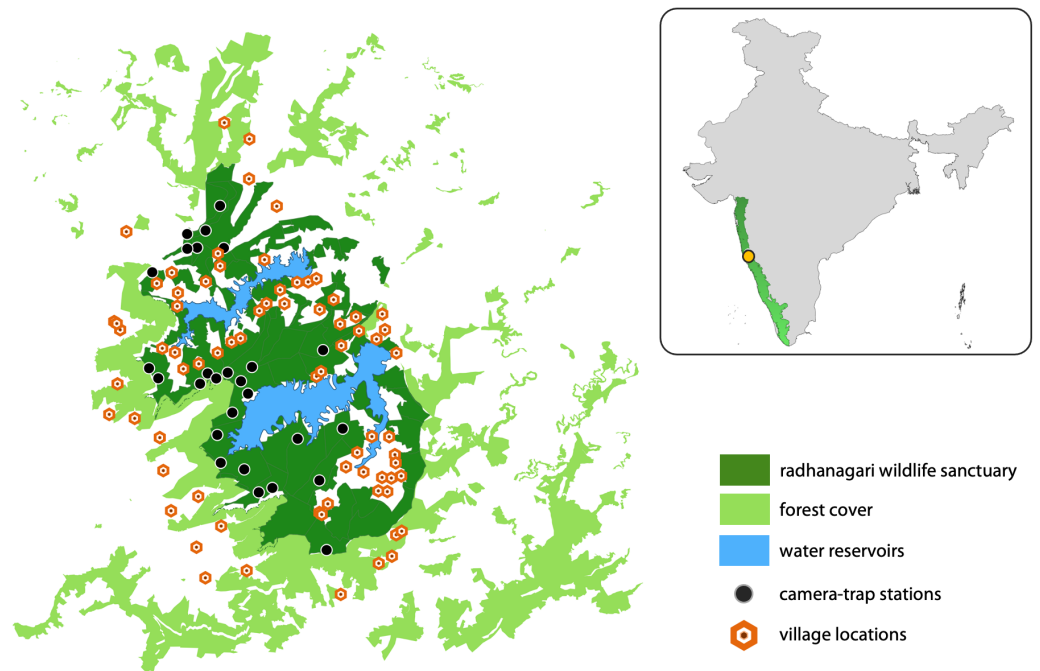 radhanagari wildlife sanctuary
forest cover
water reservoirs
camera-trap stations
village locations